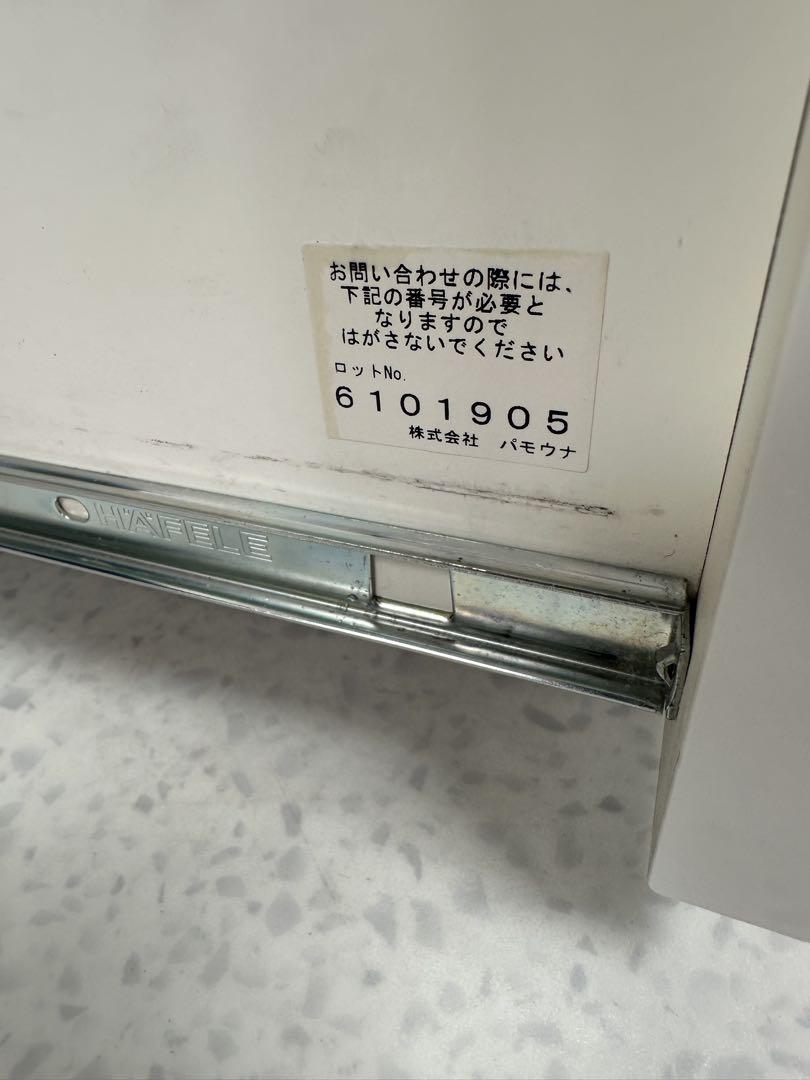 お問い合わせの際には、
下記の番号が必要と
なりますので
はがさないでください
ロットNo.
6101905
株式会社 パモウナ
HÄFELE